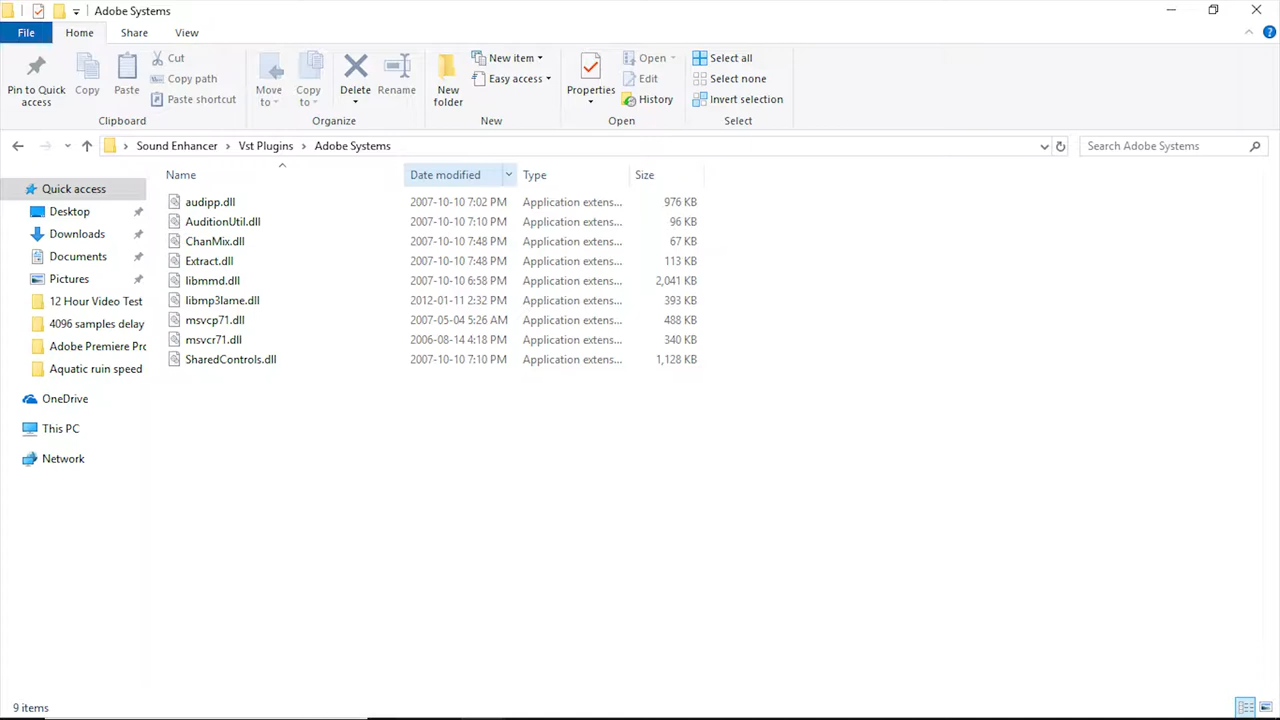 Adobe Systems
File Home Share View
Pin to Quick access
Copy
Paste
Cut
Copy path
Paste shortcut
Clipboard
Move to
Copy to
Delete
Rename
Organize
New folder
New item
Easy access
New
Properties
Open
Edit
History
Open
Select all
Select none
Invert selection
Select
Sound Enhancer Vst Plugins Adobe Systems
Search Adobe Systems
Quick access
Desktop
Downloads
Documents
Pictures
12 Hour Video Test
4096 samples delay
Adobe Premiere Prc
Aquatic ruin speed
OneDrive
This PC
Network
Name Date modified Type Size
audipp.dll 2007-10-10 7:02 PM Application extens... 976 KB
AuditionUtil.dll 2007-10-10 7:10 PM Application extens... 96 KB
ChanMix.dll 2007-10-10 7:48 PM Application extens... 67 KB
Extract.dll 2007-10-10 7:48 PM Application extens... 113 KB
libmmd.dll 2007-10-10 6:58 PM Application extens... 2,041 KB
libmp3lame.dll 2012-01-11 2:32 PM Application extens... 393 KB
msvcp71.dll 2007-05-04 5:26 AM Application extens... 488 KB
msvcr71.dll 2006-08-14 4:18 PM Application extens... 340 KB
SharedControls.dll 2007-10-10 7:10 PM Application extens... 1,128 KB
9 items